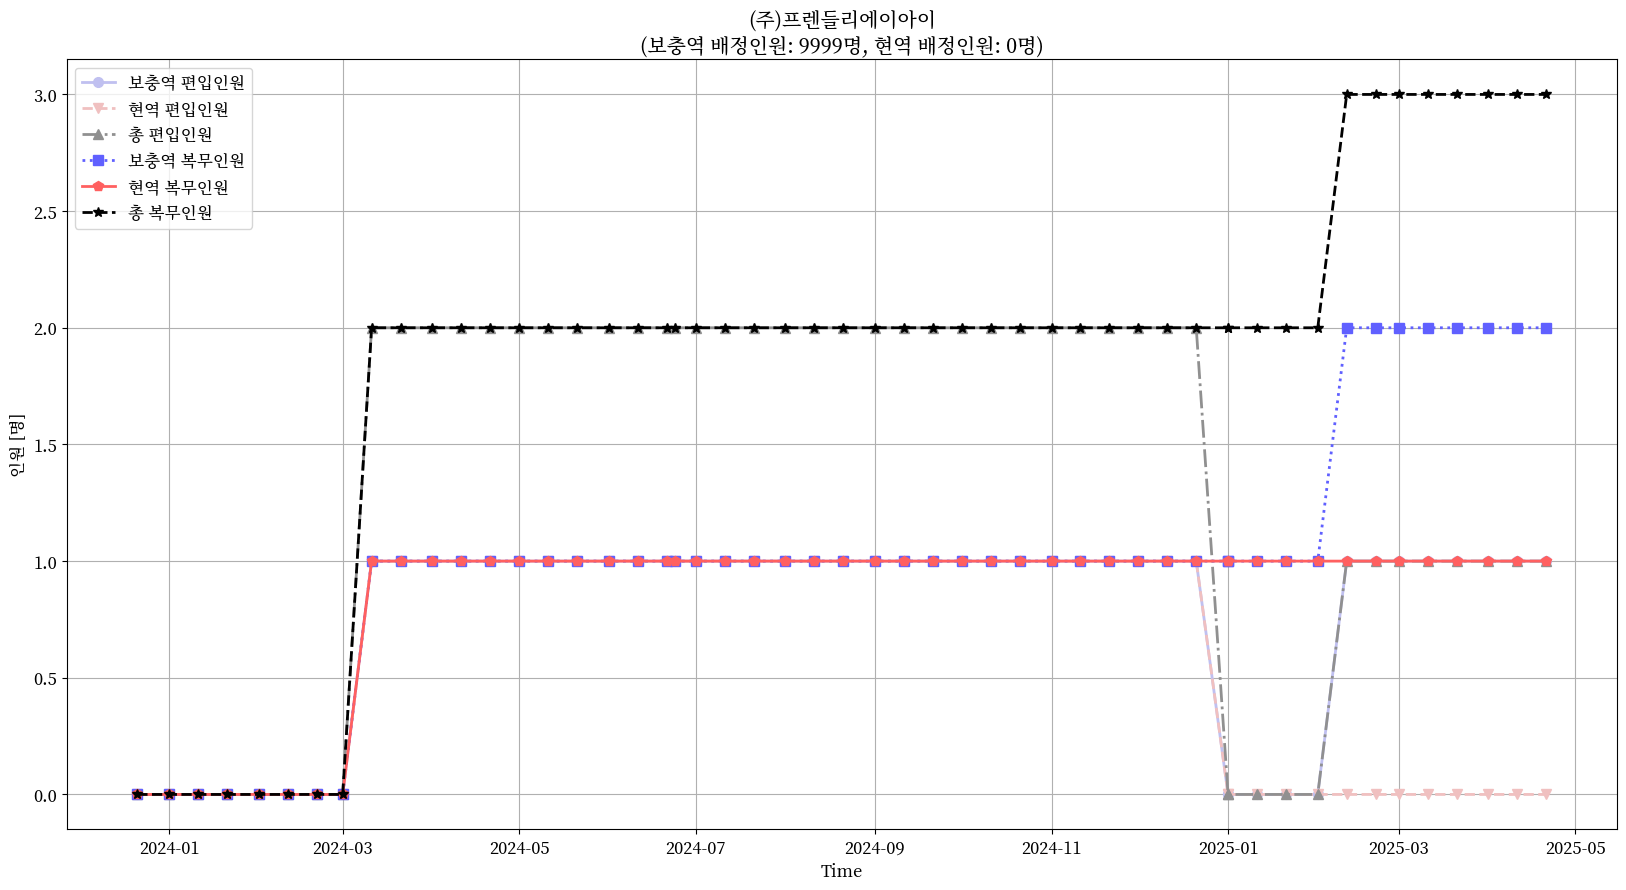 (주)프렌들리에이아이
(보충역 배정인원: 9999명, 현역 배정인원: 0명)
보충역 편입인원
현역 편입인원
총 편입인원
보충역 복무인원
현역 복무인원
총 복무인원
3.0
2.5
2.0
1.5
1.0
0.5
0.0
인원 [명]
2024-01
2024-03
2024-05
2024-07
2024-09
2024-11
2025-01
2025-03
2025-05
Time